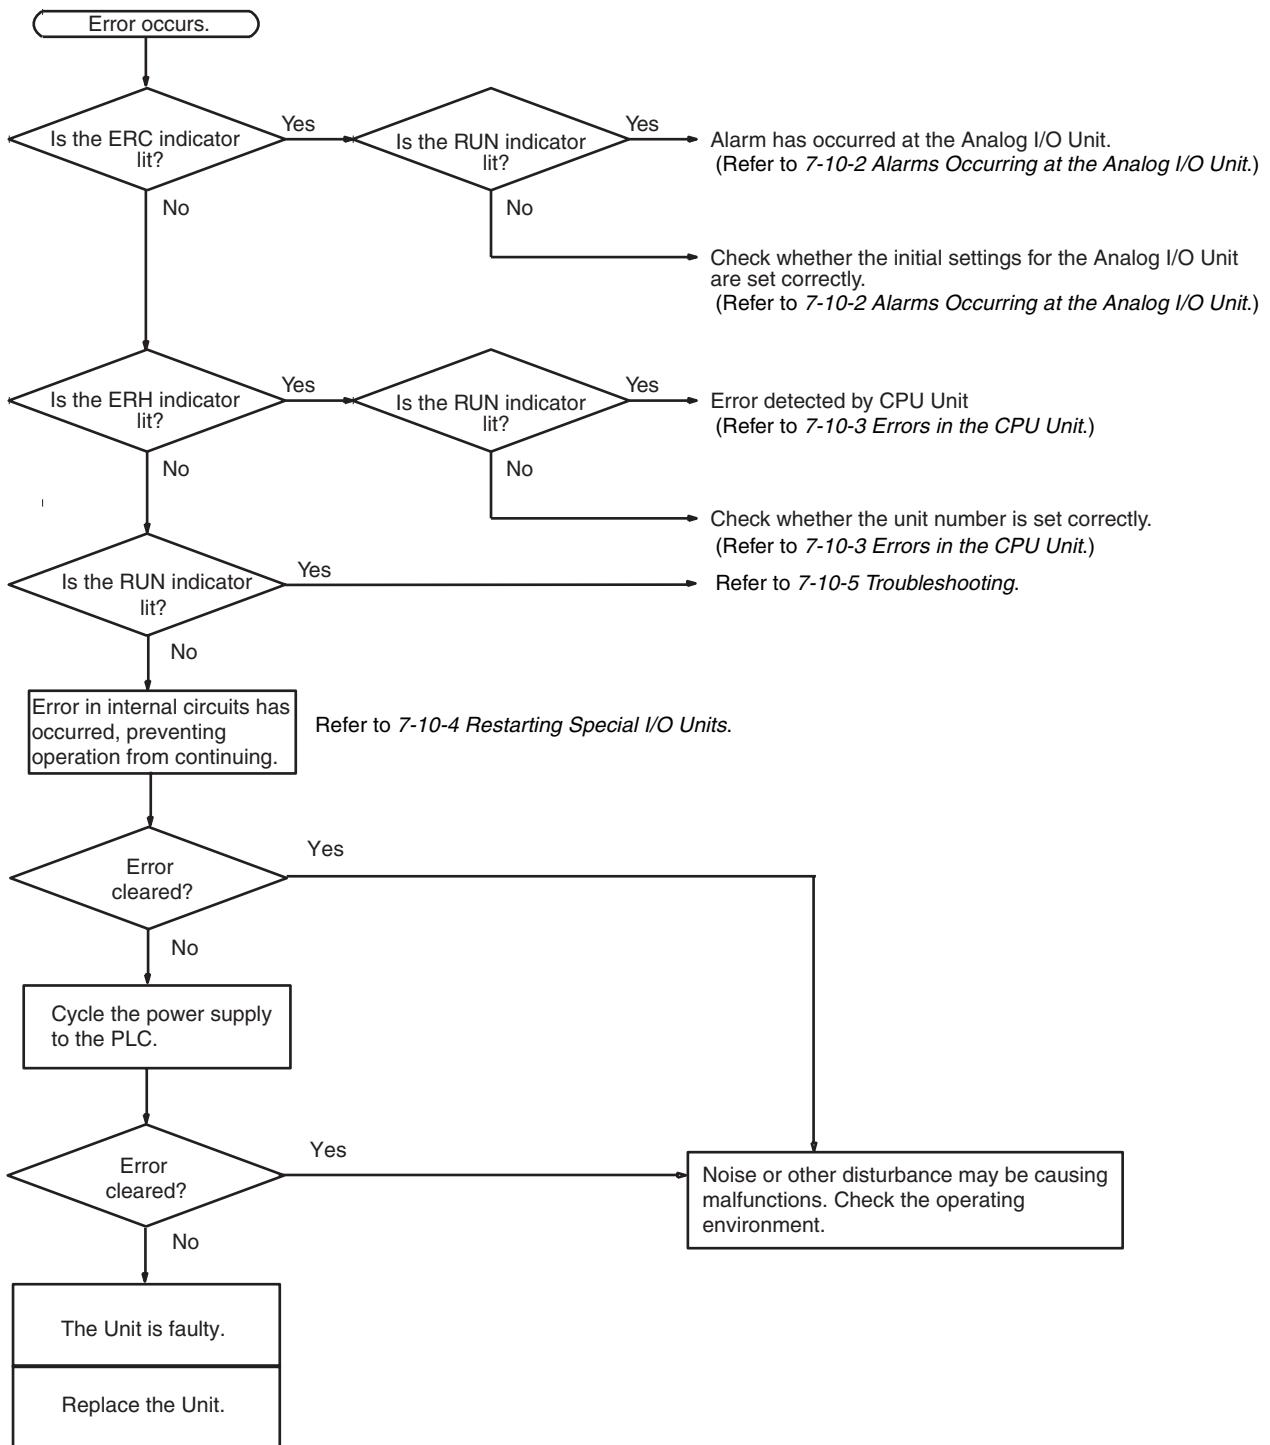 Error occurs.
Is the ERC indicator
lit?
Yes
Is the RUN indicator
lit?
Yes
Alarm has occurred at the Analog I/O Unit.
(Refer to 7-10-2 Alarms Occurring at the Analog I/O Unit.)
No
No
Check whether the initial settings for the Analog I/O Unit
are set correctly.
(Refer to 7-10-2 Alarms Occurring at the Analog I/O Unit.)
Is the ERH indicator
lit?
Yes
Is the RUN indicator
lit?
Yes
Error detected by CPU Unit
(Refer to 7-10-3 Errors in the CPU Unit.)
No
No
Check whether the unit number is set correctly.
(Refer to 7-10-3 Errors in the CPU Unit.)
Is the RUN indicator
lit?
Yes
Refer to 7-10-5 Troubleshooting.
No
Error in internal circuits has
occurred, preventing
operation from continuing.
Refer to 7-10-4 Restarting Special I/O Units.
Error
cleared?
Yes
No
Cycle the power supply
to the PLC.
Error
cleared?
Yes
Noise or other disturbance may be causing
malfunctions. Check the operating
environment.
No
The Unit is faulty.
Replace the Unit.